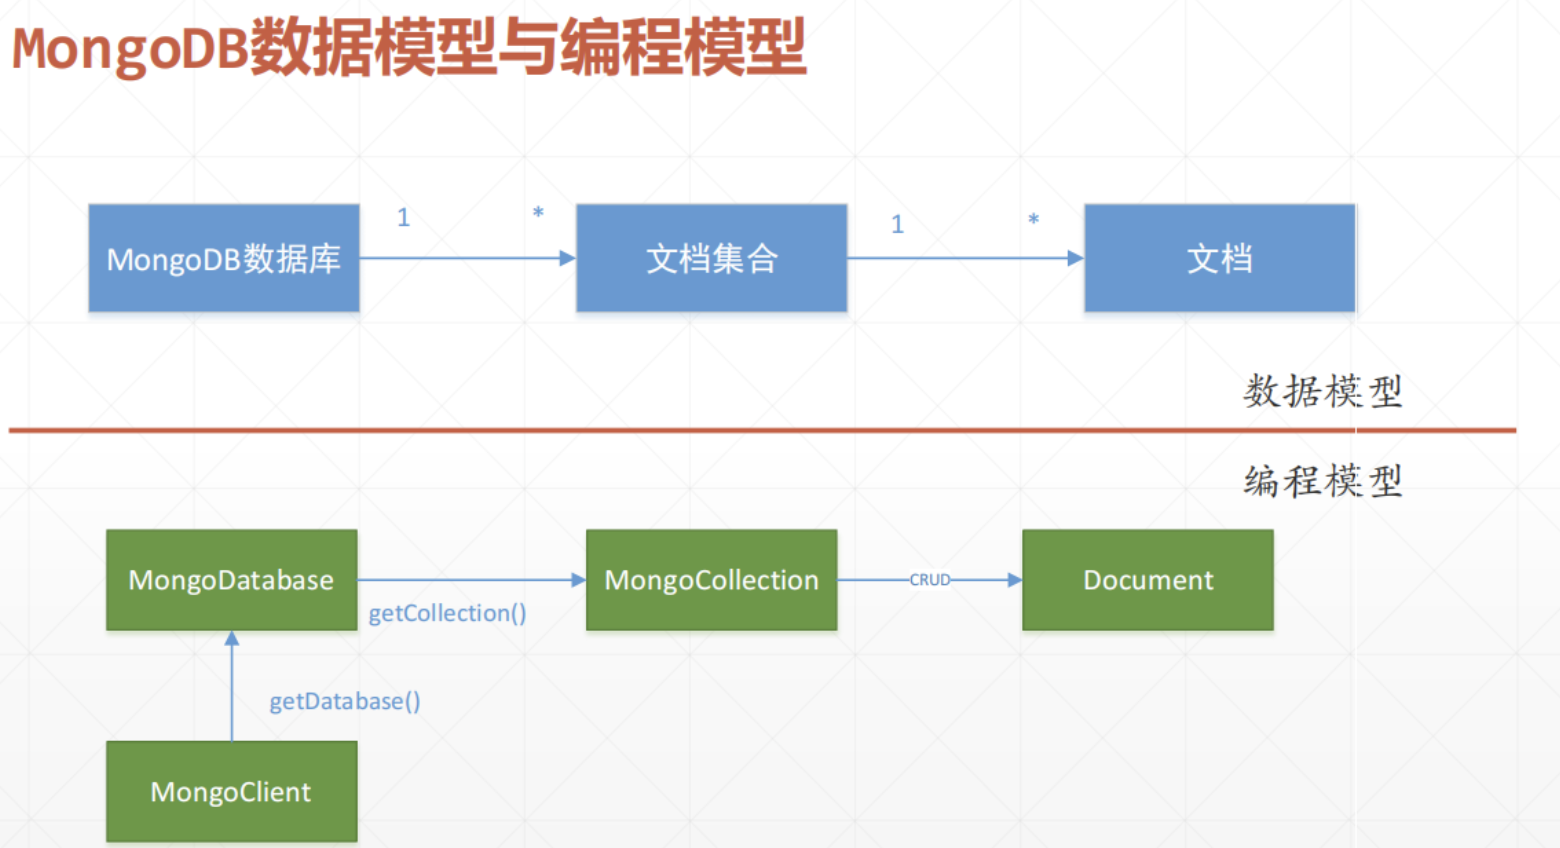 MongoDB数据模型与编程模型
1 *
1 *
MongoDB数据库
文档集合
文档
数据模型
编程模型
MongoDatabase
getCollection()
MongoCollection
CRUD
Document
getDatabase()
MongoClient